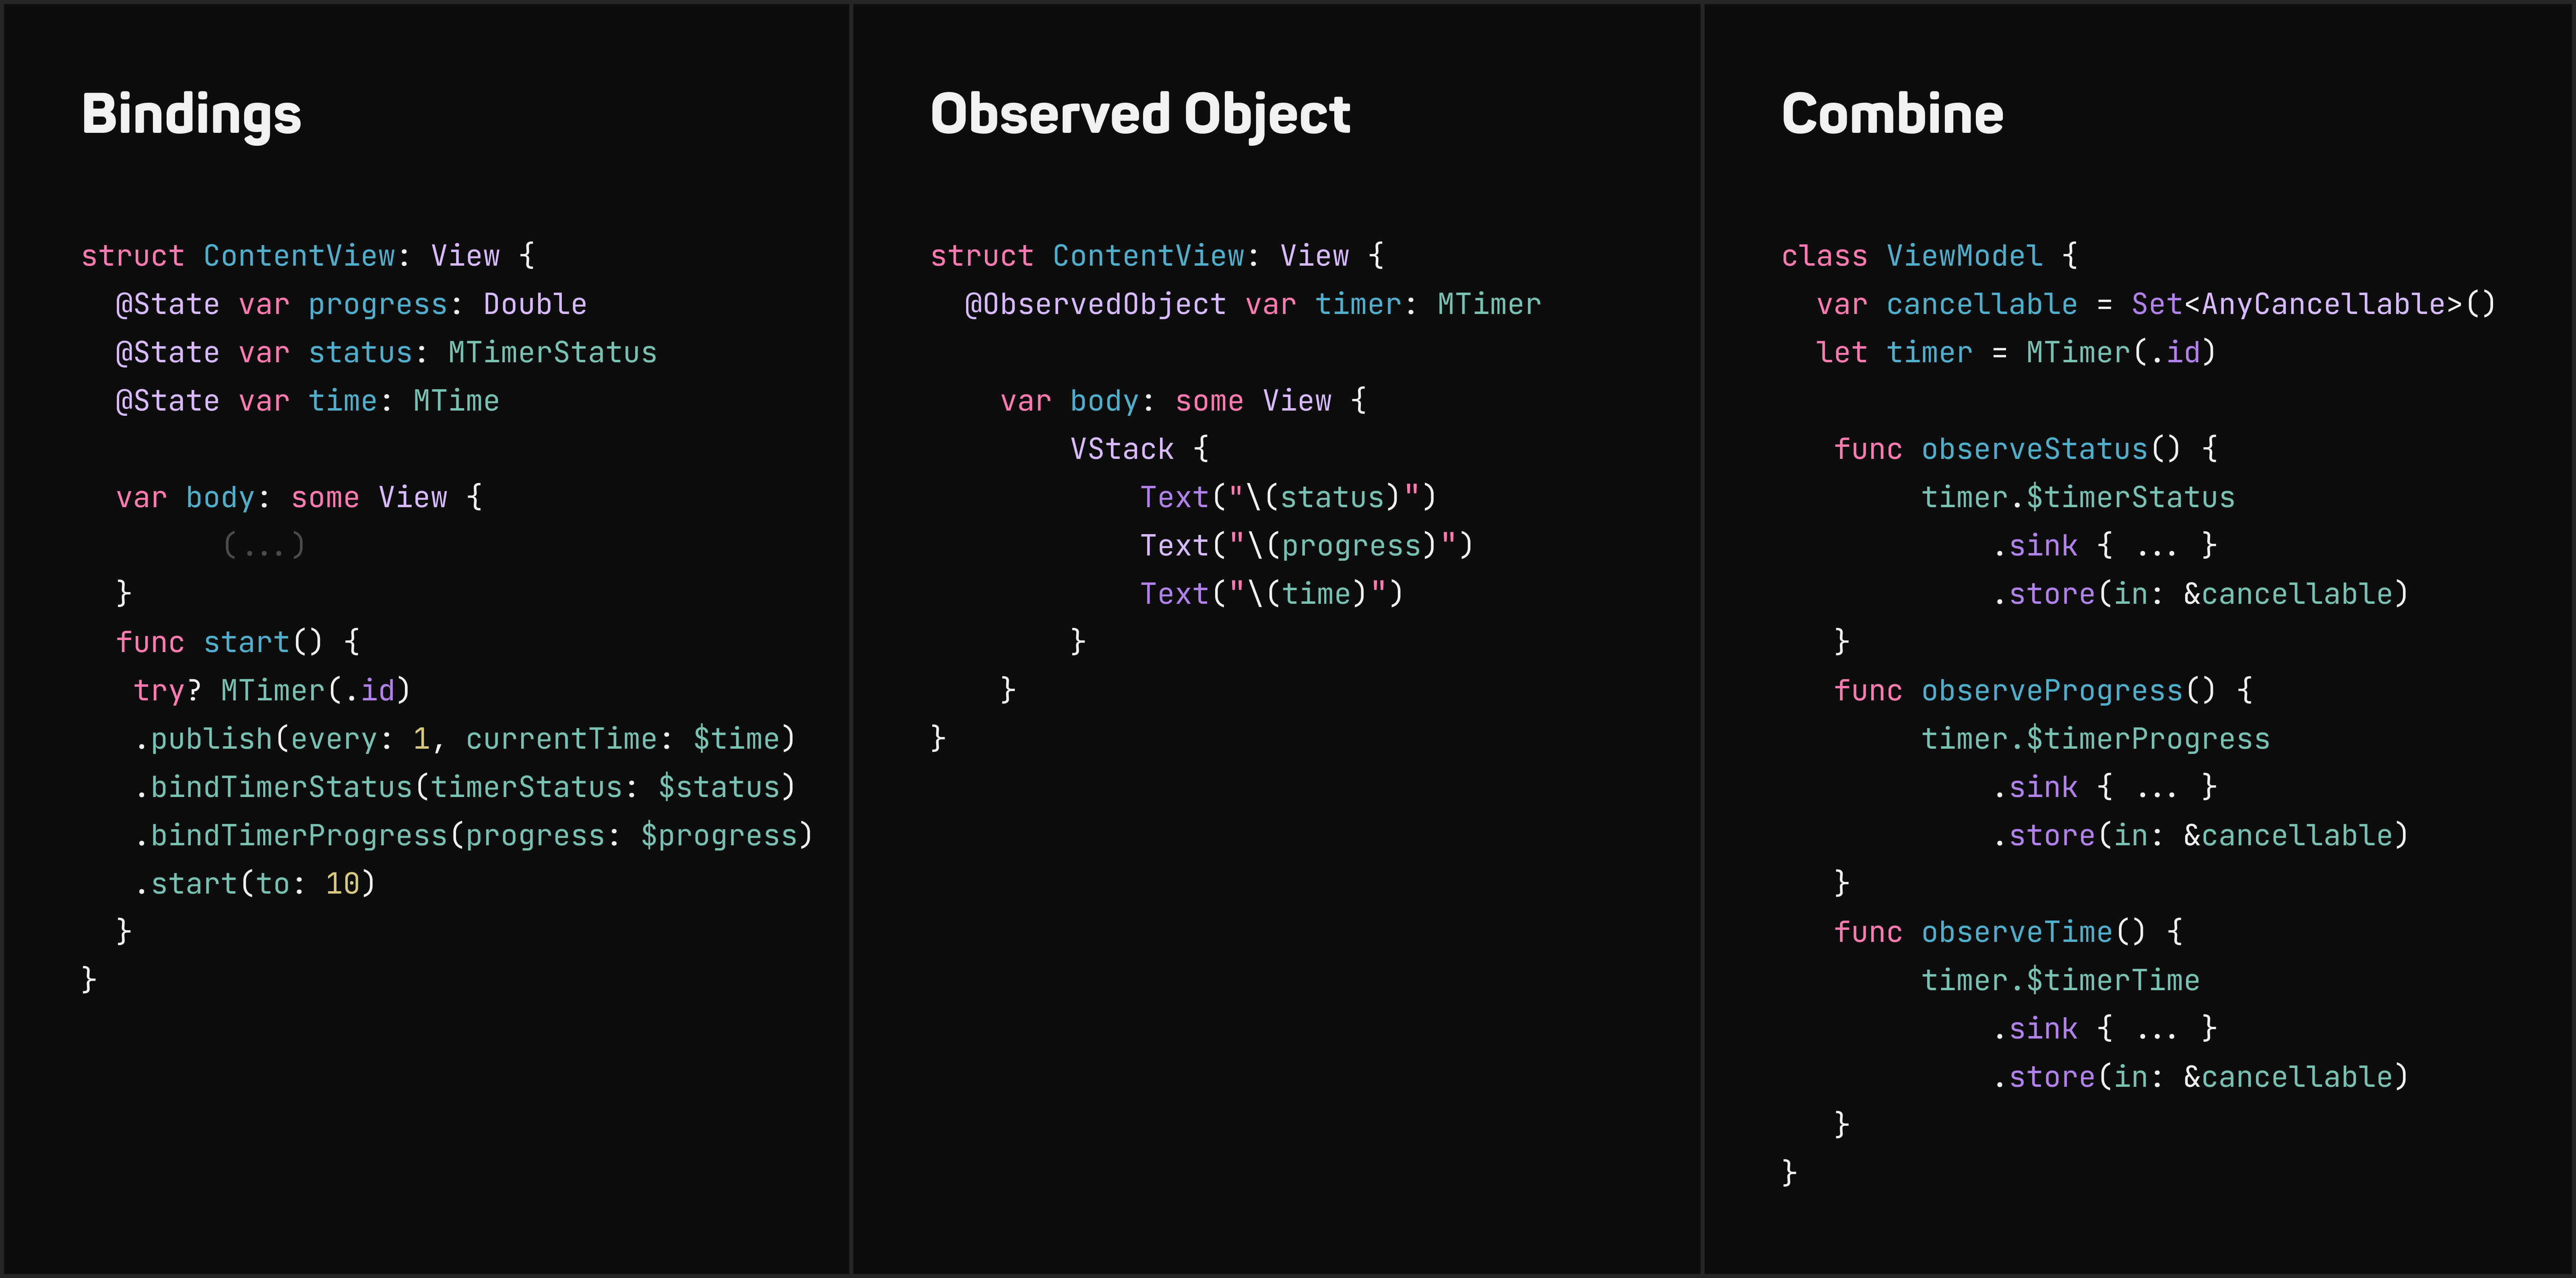 Bindings
struct ContentView: View {
@State var progress: Double
@State var status: MTimerStatus
@State var time: MTime
var body: some View {
(...)
}
func start() {
try? MTimer(.id)
.publish(every: 1, currentTime: $time)
.bindTimerStatus(timerStatus: $status)
.bindTimerProgress(progress: $progress)
.start(to: 10)
}
}
Observed Object
struct ContentView: View {
@ObservedObject var timer: MTimer
var body: some View {
VStack {
Text("\(status)")
Text("\(progress)")
Text("\(time)")
}
}
}
Combine
class ViewModel {
var cancellable = Set<AnyCancellable>()
let timer = MTimer(.id)
func observeStatus() {
timer.$timerStatus
.sink { ... }
.store(in: &cancellable)
}
func observeProgress() {
timer.$timerProgress
.sink { ... }
.store(in: &cancellable)
}
func observeTime() {
timer.$timerTime
.sink { ... }
.store(in: &cancellable)
}
}